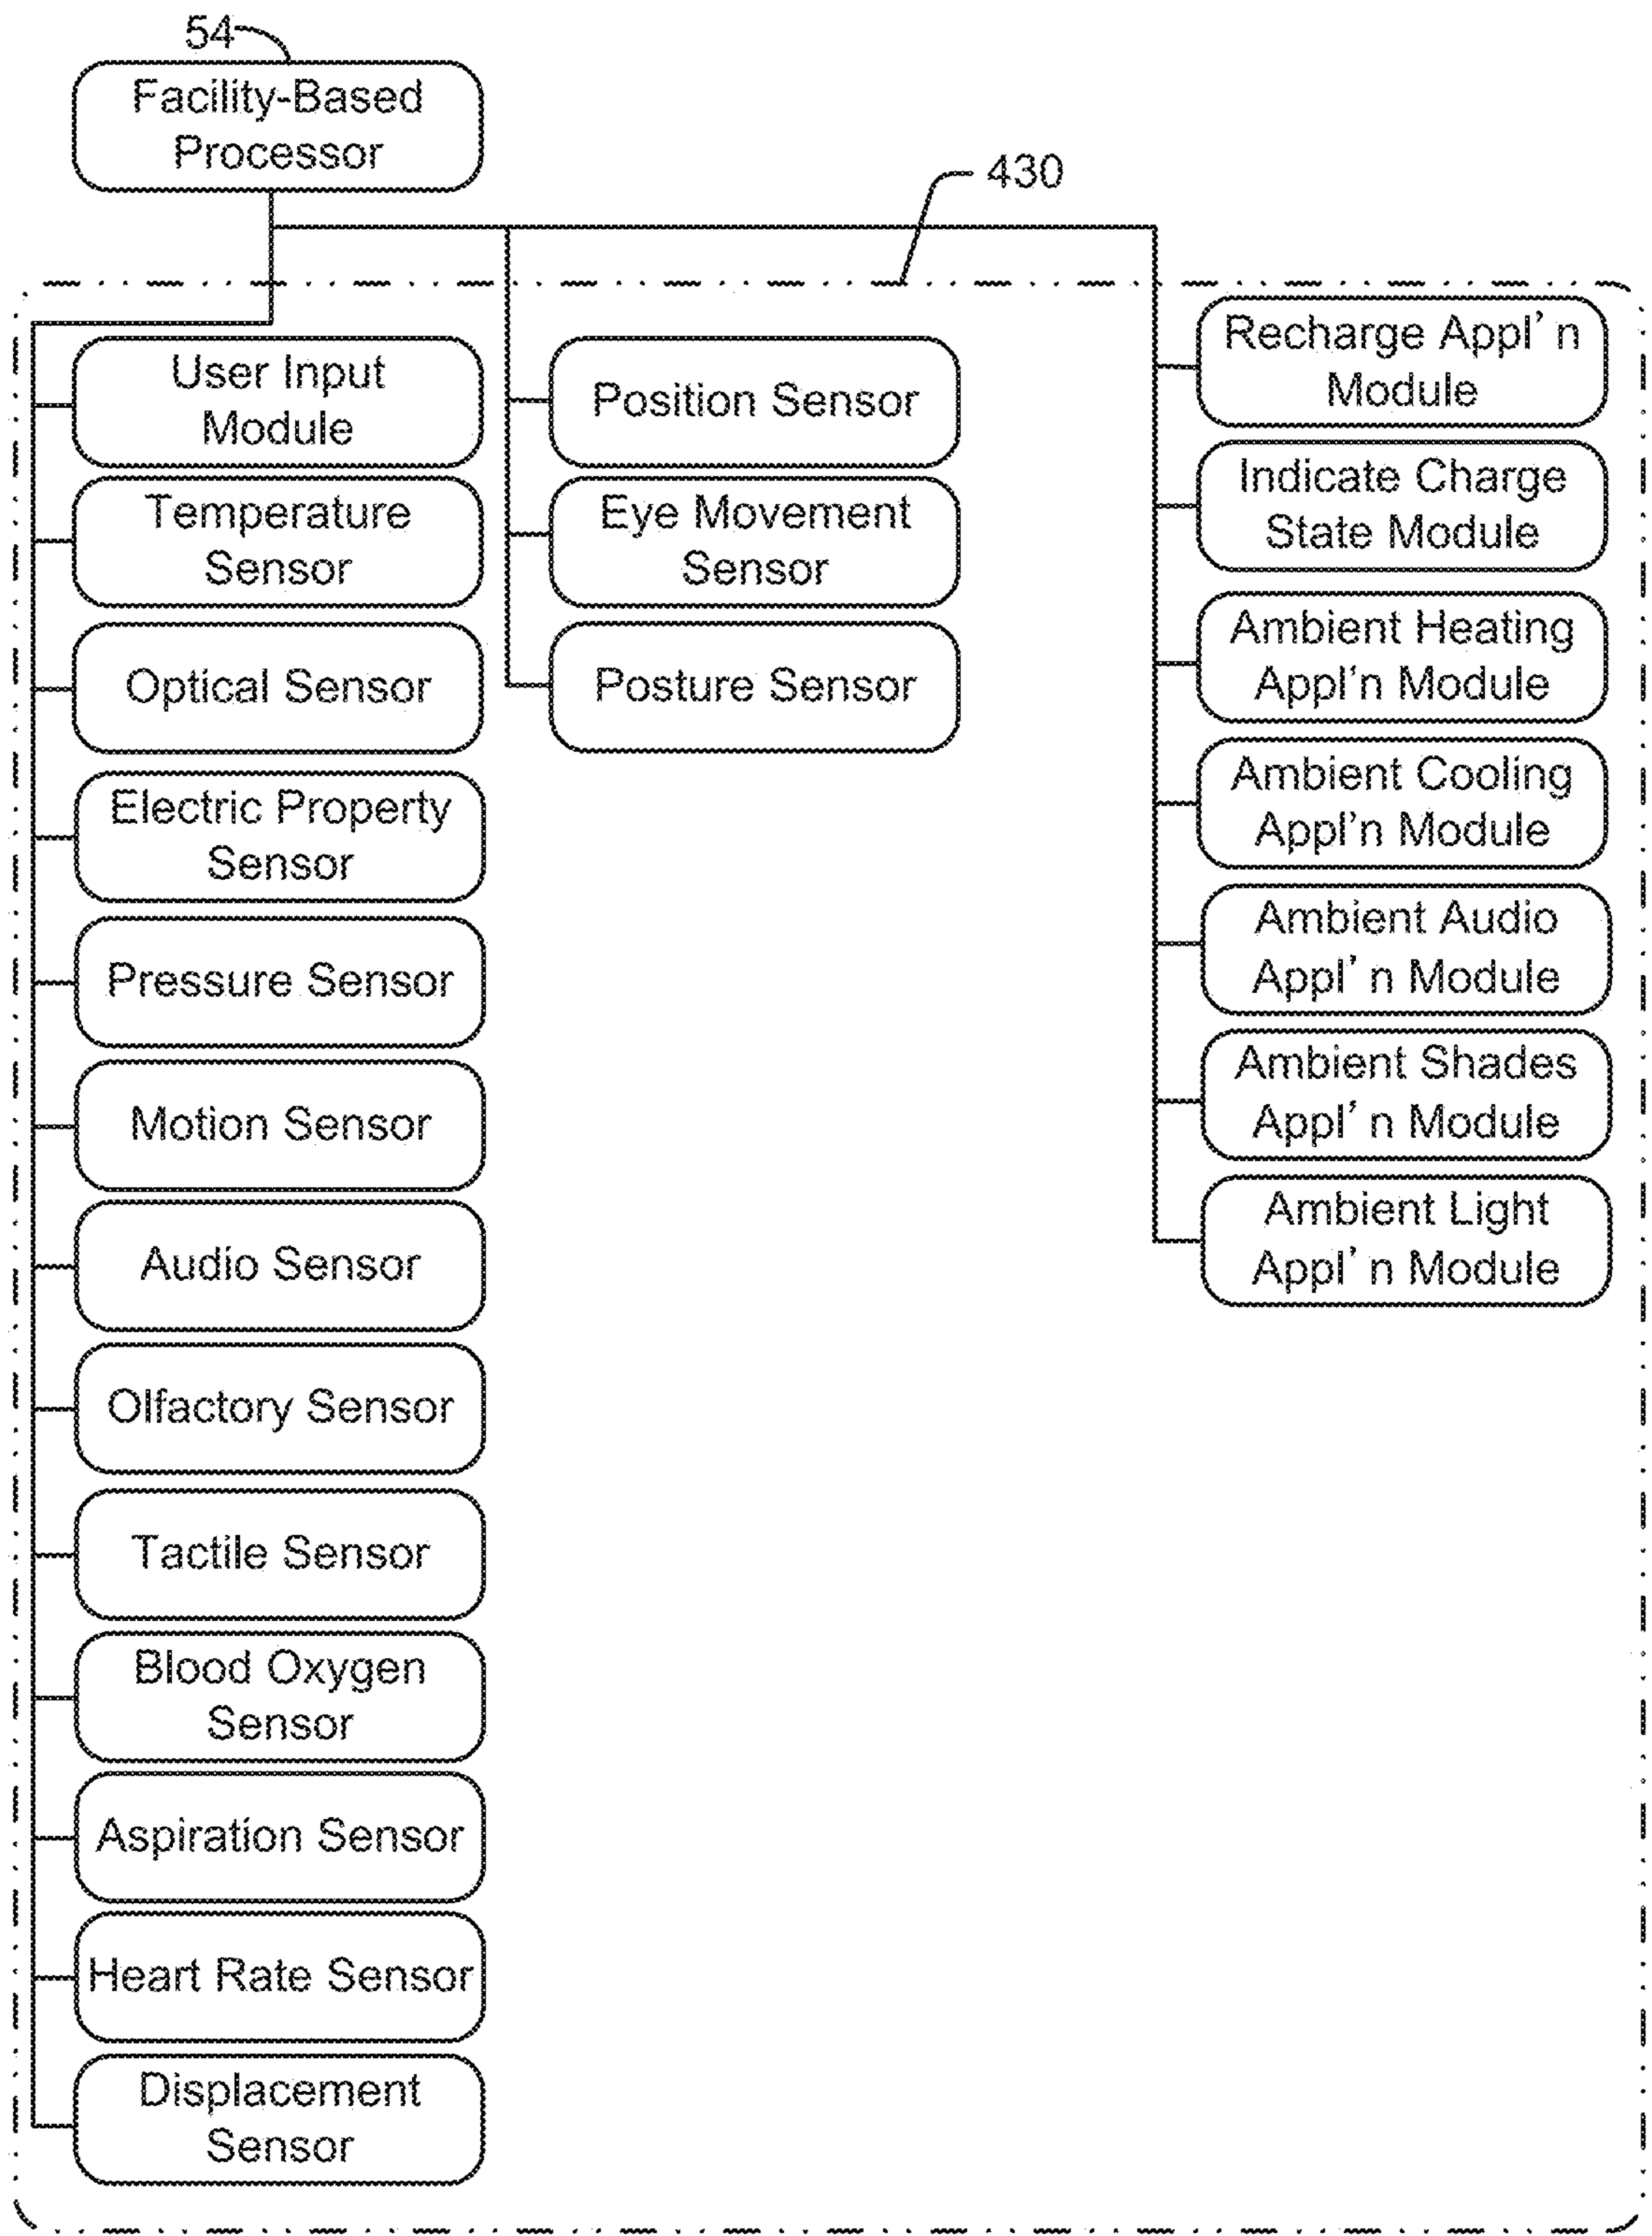 54
Facility-Based
Processor
430
User Input
Module
Temperature
Sensor
Optical Sensor
Electric Property
Sensor
Pressure Sensor
Motion Sensor
Audio Sensor
Olfactory Sensor
Tactile Sensor
Blood Oxygen
Sensor
Aspiration Sensor
Heart Rate Sensor
Displacement
Sensor
Position Sensor
Eye Movement
Sensor
Posture Sensor
Recharge Appl’n
Module
Indicate Charge
State Module
Ambient Heating
Appl'n Module
Ambient Cooling
Appl'n Module
Ambient Audio
Appl’n Module
Ambient Shades
Appl’n Module
Ambient Light
Appl’n Module